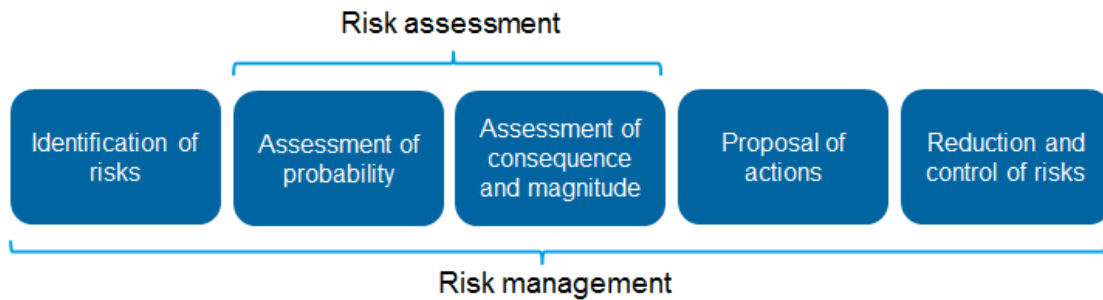 Risk assessment
Identification of
risks
Assessment of
probability
Assessment of
consequence
and magnitude
Proposal of
actions
Reduction and
control of risks
Risk management